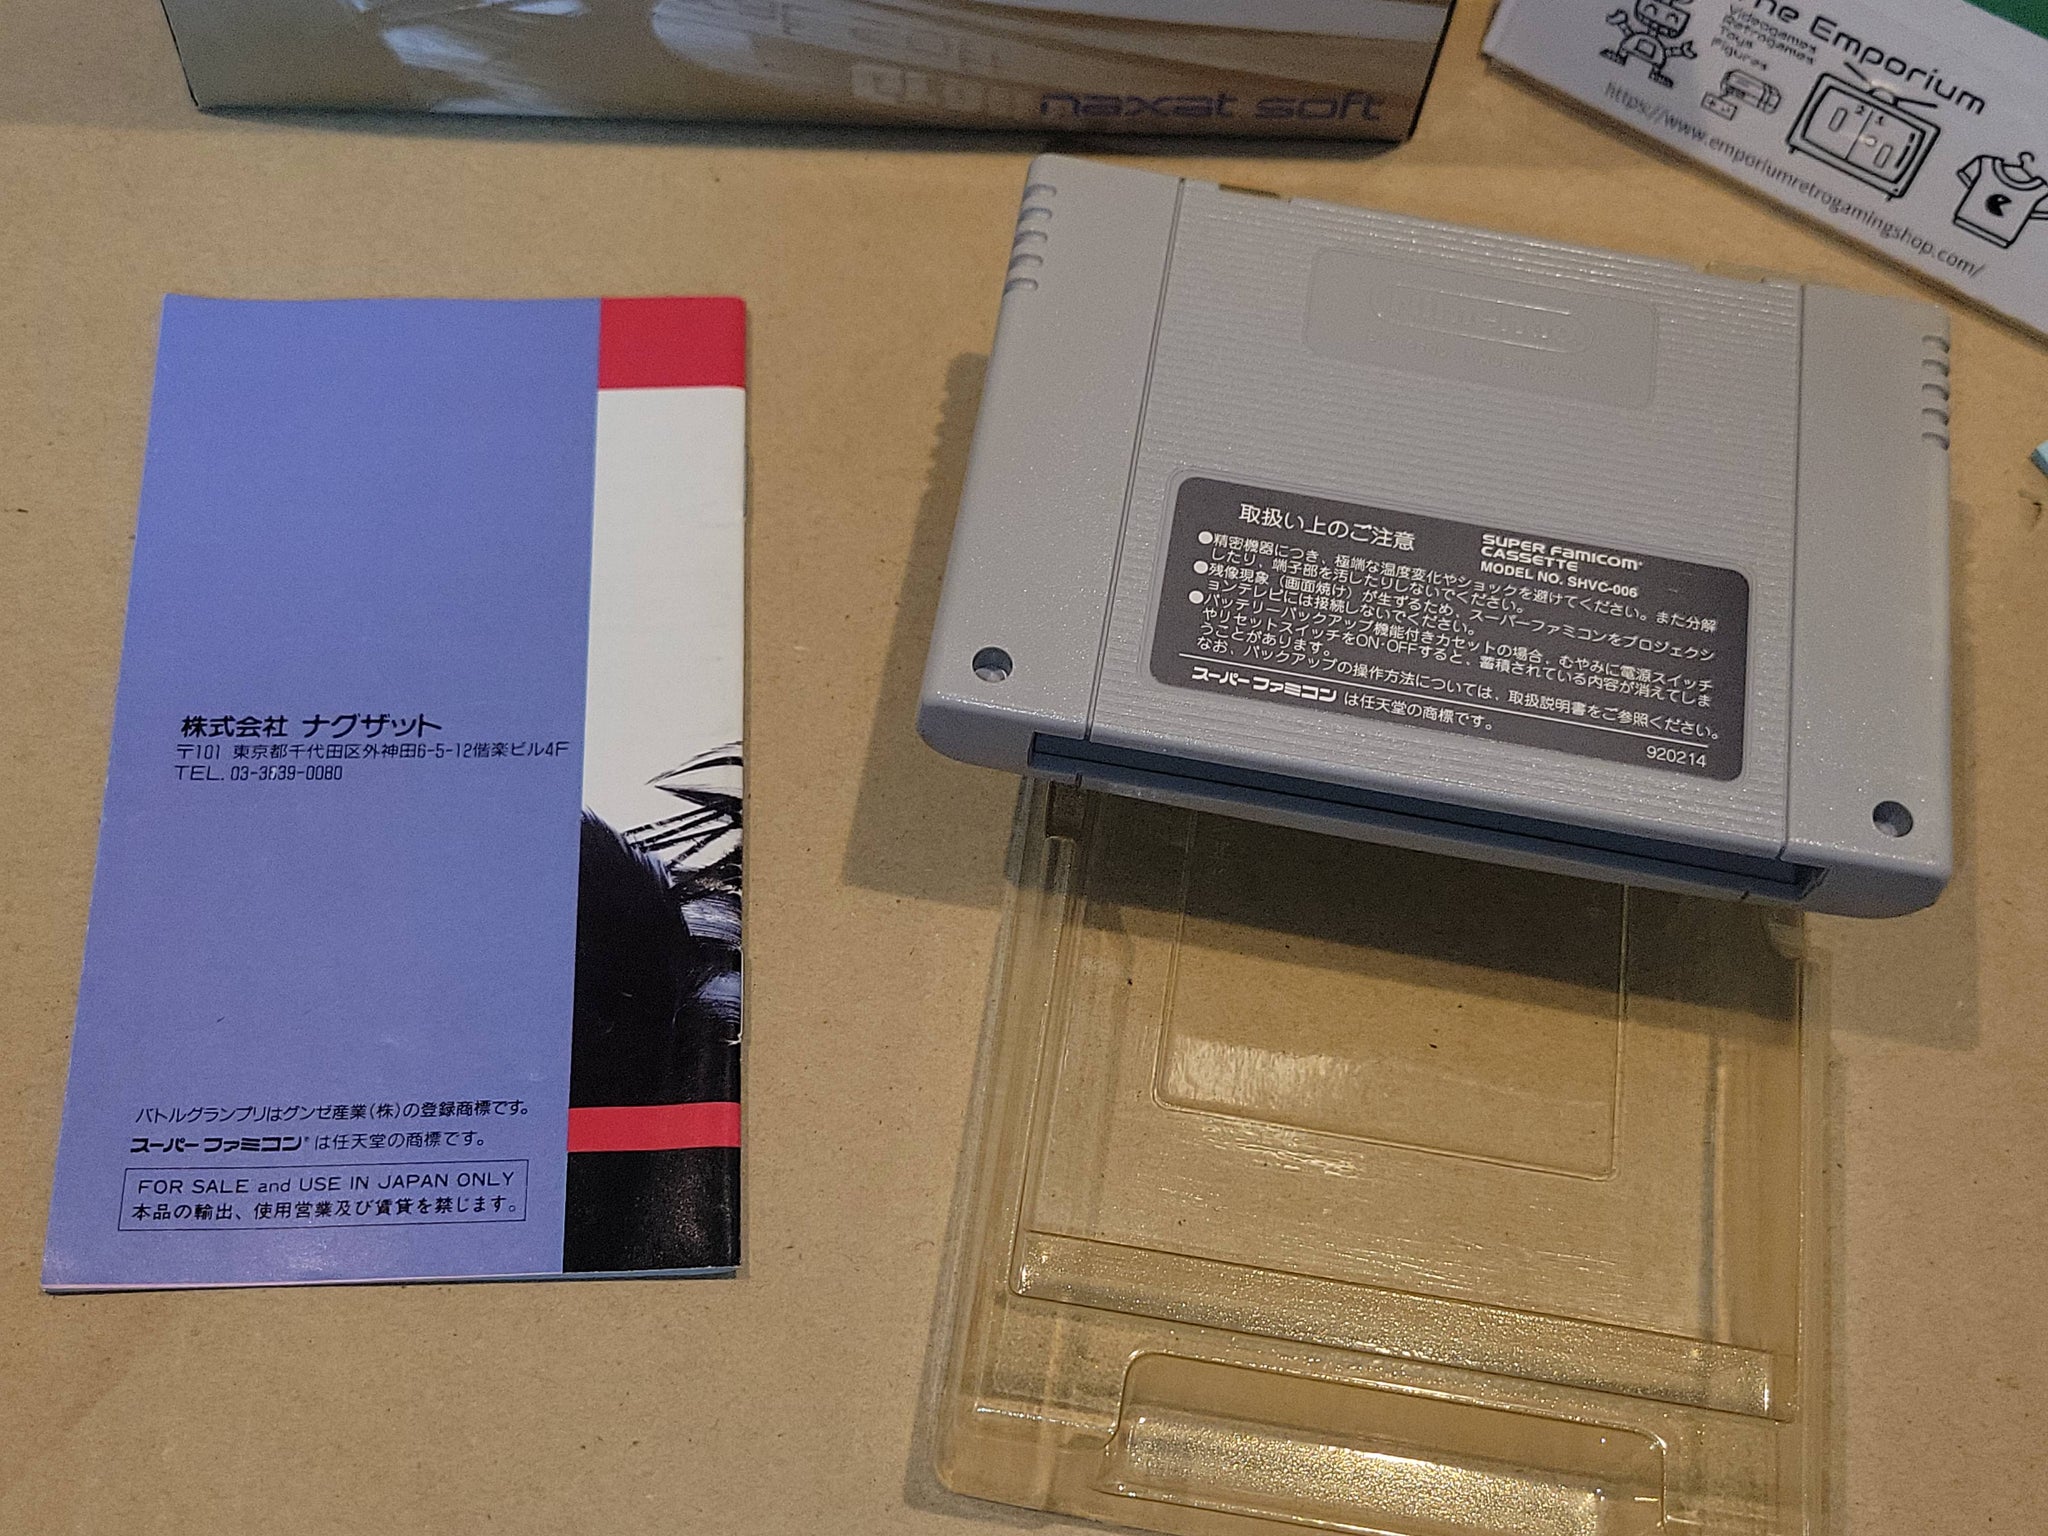 naxat soft
The Emporium
Videogames
Retrogames
Toys
Figures
https://www.emporiumretrogamingshop.com/
2 1
Nintendo
取扱い上のご注意
SUPER FAMICOM
CASSETTE
MODEL NO. SHVC-006
●精密機器につき、極端な温度変化やショックを避けてください。また分解
したり、端子部を汚したりしないでください。
●残像現象（画面焼け）が生ずるため、スーパーファミコンをプロジェクシ
ョンテレビには接続しないでください。
●バッテリーバックアップ機能付きカセットの場合、むやみに電源スイッチ
やリセットスイッチをON・OFFすると、蓄積されている内容が消えてしま
うことがあります。
なお、バックアップの操作方法については、取扱説明書をご参照ください。
スーパーファミコン は任天堂の商標です。
920214
株式会社 ナグザット
〒101 東京都千代田区外神田6-5-12偕楽ビル4F
TEL. 03-3839-0080
バトルグランプリはグンゼ産業(株)の登録商標です。
スーパーファミコン® は任天堂の商標です。
FOR SALE and USE IN JAPAN ONLY
本品の輸出、使用営業及び賃貸を禁じます。